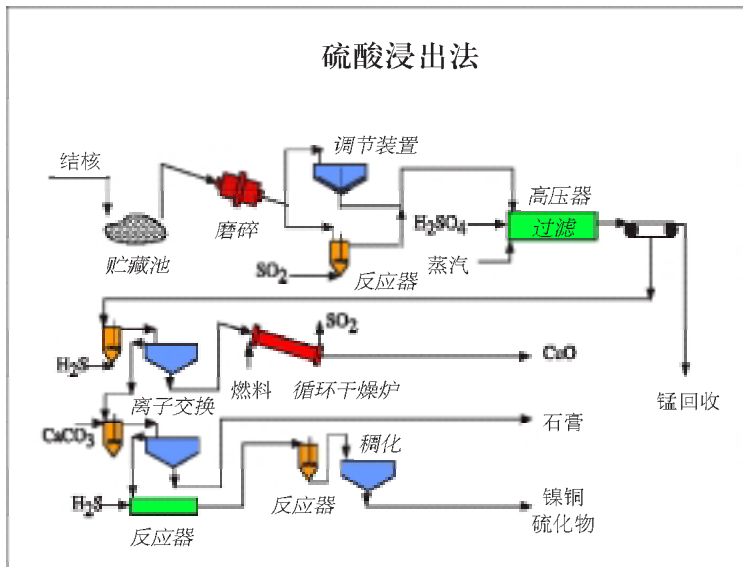 硫酸浸出法
调节装置
结核
高压器
磨碎
H₂SO₄
过滤
贮藏池
SO₂
反应器
蒸汽
SO₂
H₂S
CuO
燃料
循环干燥炉
离子交换
锰回收
CaCO₃
石膏
稠化
H₂S
反应器
镍铜
硫化物
反应器